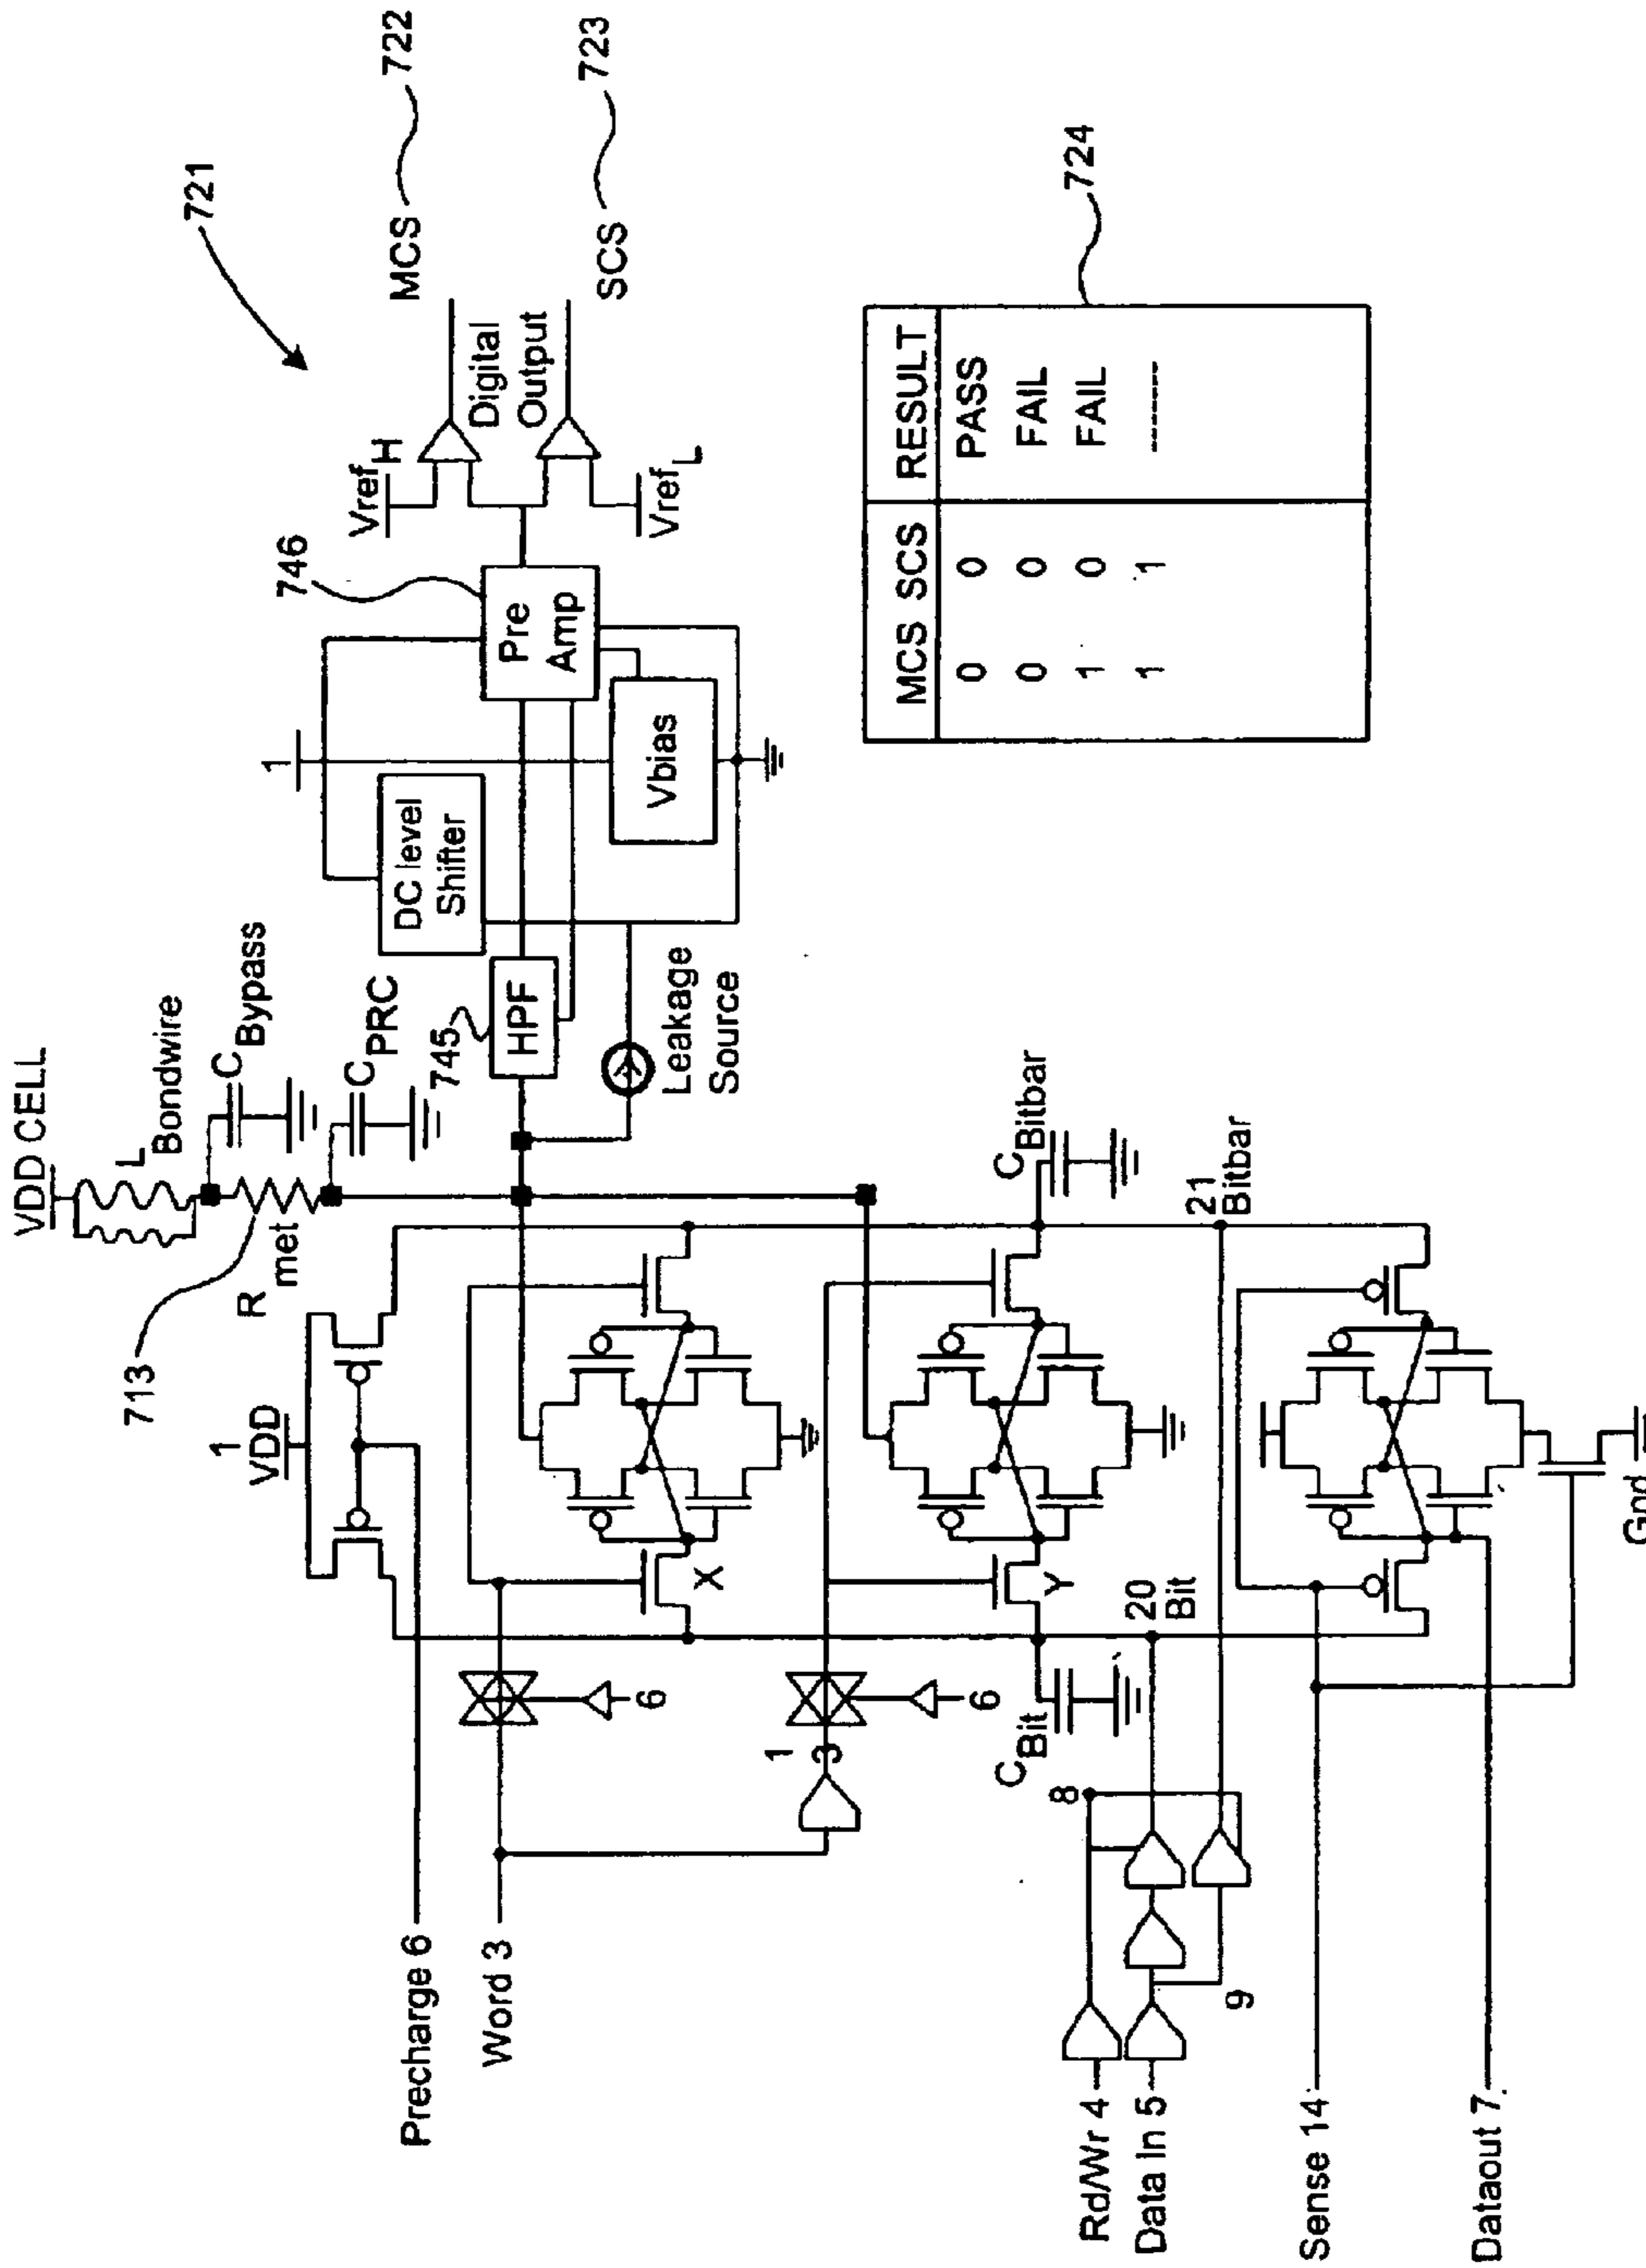 721
MCS 722
SCS 723
Digital
Output
Vref H
Vref L
746
Pre
Amp
1
Vbias
DC level
Shifter
745
HPF
Leakage
Source
VDD CELL
L Bondwire
C Bypass
C PRC
R met
713
1
VDD
Precharge 6
Word 3
6
X
1
3
6
Y
C Bit
C Bitbar
20
Bit
21
Bitbar
8
Rd/Wr 4
Data In 5
9
Sense 14
Dataout 7
Gnd
724
MCS SCS RESULT
0 0 PASS
0 0 FAIL
1 0 FAIL
1 1 ------